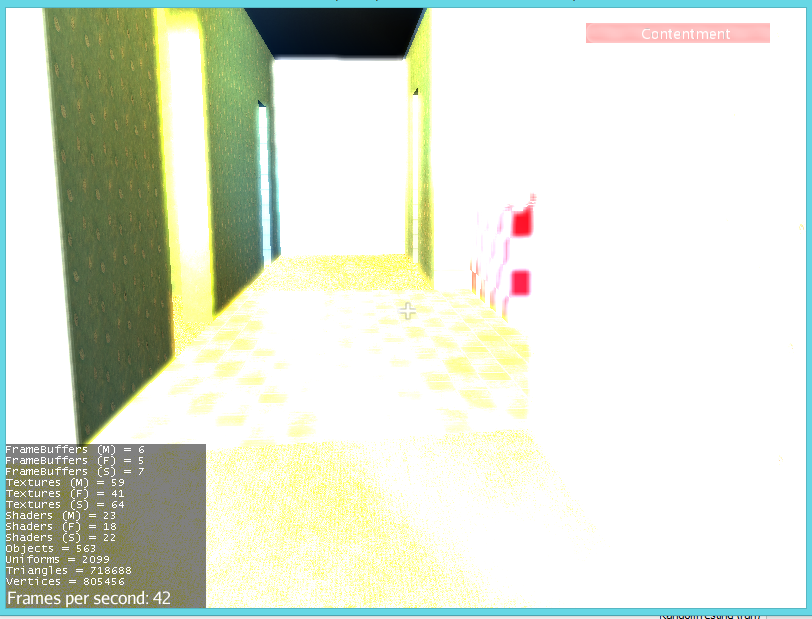 Contentment
FrameBuffers (M) = 6
FrameBuffers (F) = 5
FrameBuffers (S) = 7
Textures (M) = 59
Textures (F) = 41
Textures (S) = 64
Shaders (M) = 23
Shaders (F) = 18
Shaders (S) = 22
Objects = 563
Uniforms = 2099
Triangles = 718688
Vertices = 805456
Frames per second: 42